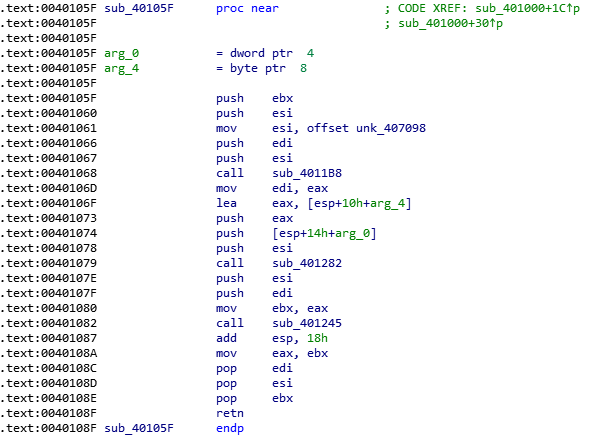 .text:0040105F sub_40105F      proc near               ; CODE XREF: sub_401000+1C↑p
.text:0040105F                                         ; sub_401000+30↑p
.text:0040105F
.text:0040105F arg_0           = dword ptr  4
.text:0040105F arg_4           = byte ptr  8
.text:0040105F
.text:0040105F                 push    ebx
.text:00401060                 push    esi
.text:00401061                 mov     esi, offset unk_407098
.text:00401066                 push    edi
.text:00401067                 push    esi
.text:00401068                 call    sub_4011B8
.text:0040106D                 mov     edi, eax
.text:0040106F                 lea     eax, [esp+10h+arg_4]
.text:00401073                 push    eax
.text:00401074                 push    [esp+14h+arg_0]
.text:00401078                 push    esi
.text:00401079                 call    sub_401282
.text:0040107E                 push    esi
.text:0040107F                 push    edi
.text:00401080                 mov     ebx, eax
.text:00401082                 call    sub_401245
.text:00401087                 add     esp, 18h
.text:0040108A                 mov     eax, ebx
.text:0040108C                 pop     edi
.text:0040108D                 pop     esi
.text:0040108E                 pop     ebx
.text:0040108F                 retn
.text:0040108F sub_40105F      endp